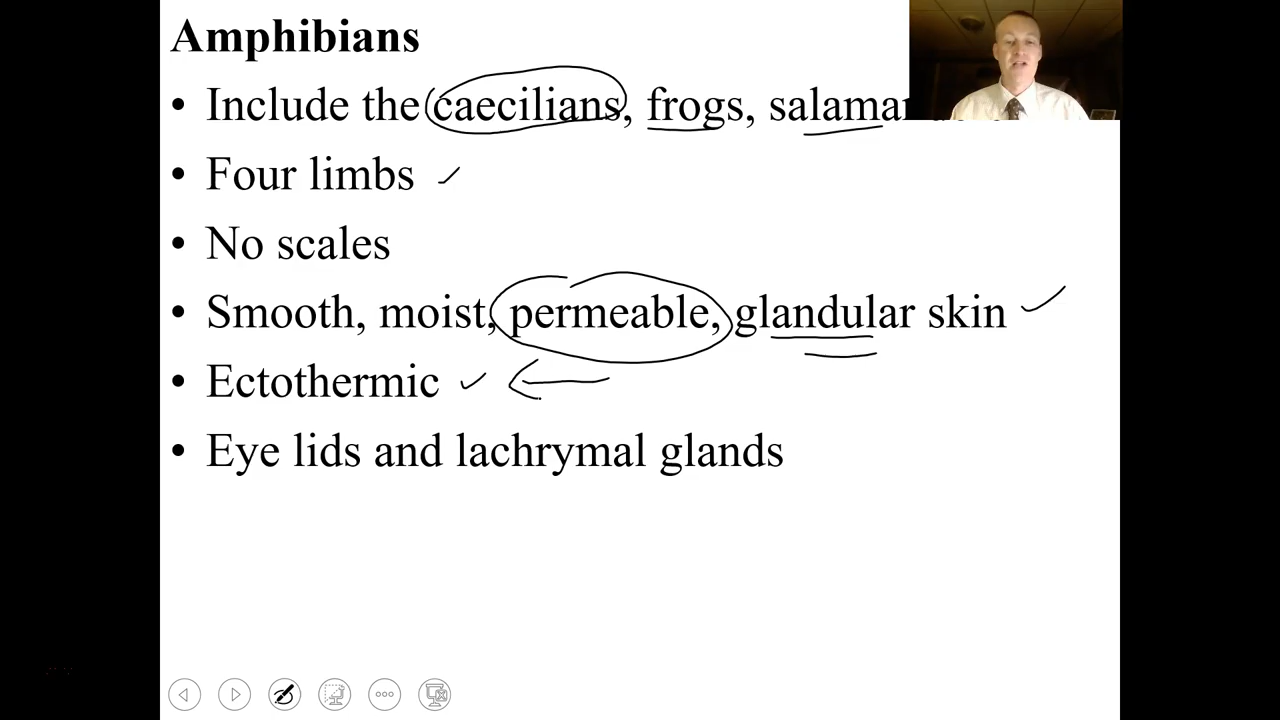 Amphibians
• Include the caecilians, frogs, salama
• Four limbs
• No scales
• Smooth, moist, permeable, glandular skin
• Ectothermic
• Eye lids and lachrymal glands